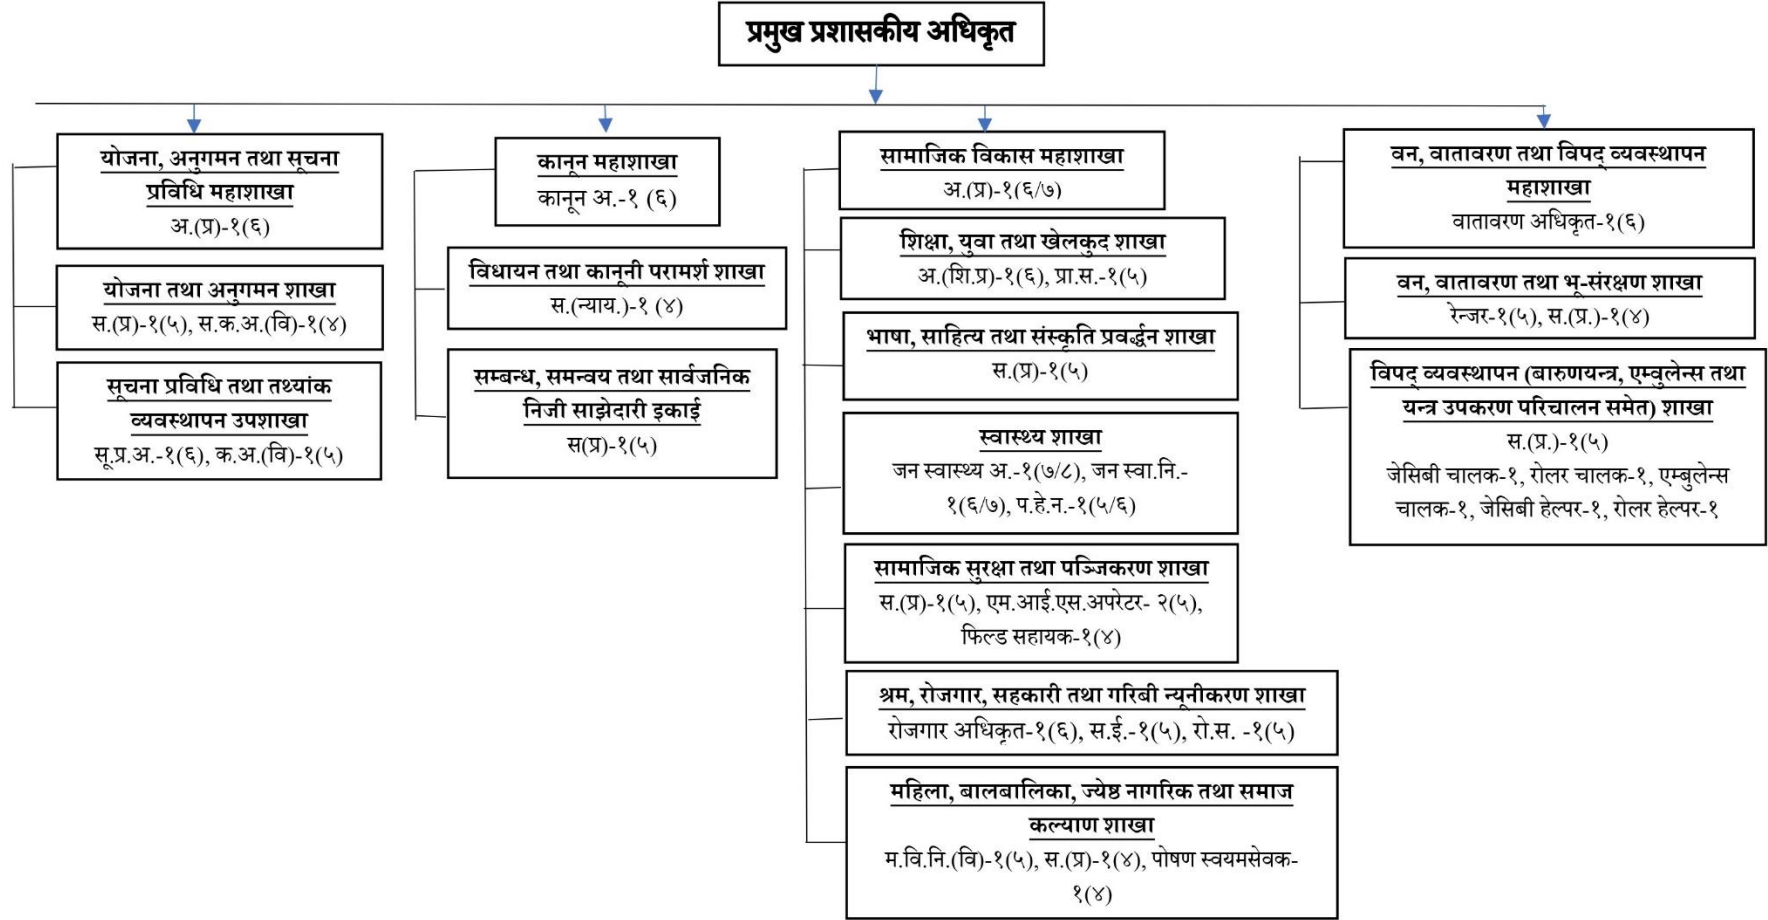 प्रमुख प्रशासकीय अधिकृत
योजना, अनुगमन तथा सूचना
प्रविधि महाशाखा
अ.(प्र)-१(६)
योजना तथा अनुगमन शाखा
स.(प्र)-१(५), स.क.अ.(वि)-१(४)
सूचना प्रविधि तथा तथ्यांक
व्यवस्थापन उपशाखा
सू.प्र.अ.-१(६), क.अ.(वि)-१(५)
कानून महाशाखा
कानून अ.-१ (६)
विधायन तथा कानूनी परामर्श शाखा
स.(न्याय.)-१ (४)
सम्बन्ध, समन्वय तथा सार्वजनिक
निजी साझेदारी इकाई
स(प्र)-१(५)
सामाजिक विकास महाशाखा
अ.(प्र)-१(६/७)
शिक्षा, युवा तथा खेलकुद शाखा
अ.(शि.प्र)-१(६), प्रा.स.-१(५)
भाषा, साहित्य तथा संस्कृति प्रवर्द्धन शाखा
स.(प्र)-१(५)
स्वास्थ्य शाखा
जन स्वास्थ्य अ.-१(७/८), जन स्वा.नि.-
१(६/७), प.हे.न.-१(५/६)
सामाजिक सुरक्षा तथा पञ्जिकरण शाखा
स.(प्र)-१(५), एम.आई.एस.अपरेटर- २(५),
फिल्ड सहायक-१(४)
श्रम, रोजगार, सहकारी तथा गरिबी न्यूनीकरण शाखा
रोजगार अधिकृत-१(६), स.ई.-१(५), रो.स. -१(५)
महिला, बालबालिका, ज्येष्ठ नागरिक तथा समाज
कल्याण शाखा
म.वि.नि.(वि)-१(५), स.(प्र)-१(४), पोषण स्वयमसेवक-
१(४)
वन, वातावरण तथा विपद् व्यवस्थापन
महाशाखा
वातावरण अधिकृत-१(६)
वन, वातावरण तथा भू-संरक्षण शाखा
रेन्जर-१(५), स.(प्र.)-१(४)
विपद् व्यवस्थापन (बारुणयन्त्र, एम्वुलेन्स तथा
यन्त्र उपकरण परिचालन समेत) शाखा
स.(प्र.)-१(५)
जेसिबी चालक-१, रोलर चालक-१, एम्बुलेन्स
चालक-१, जेसिबी हेल्पर-१, रोलर हेल्पर-१